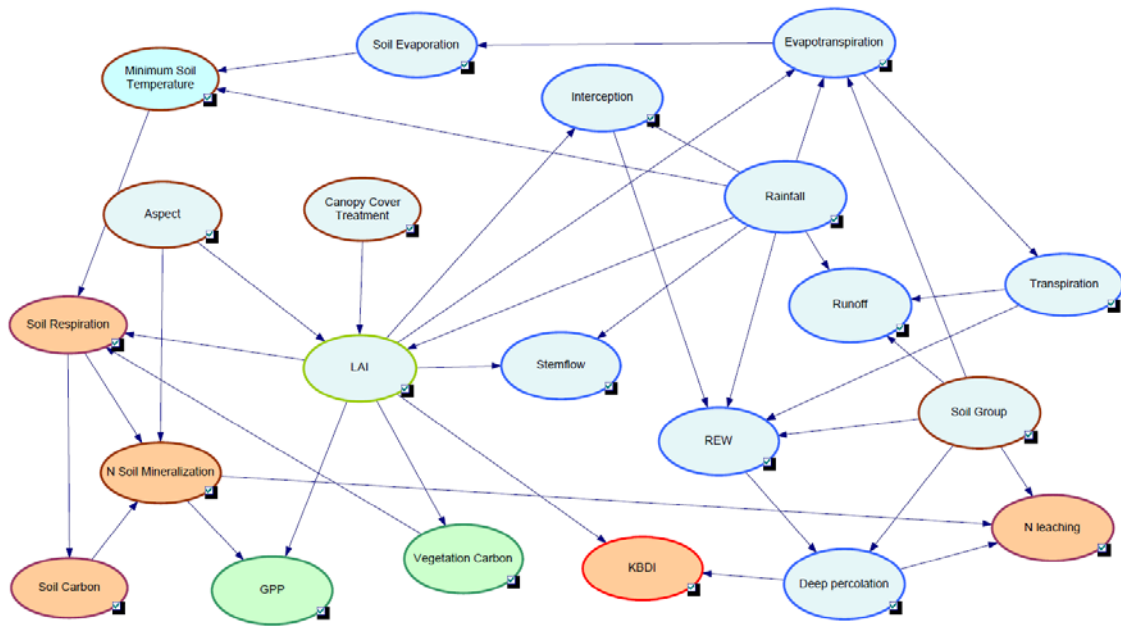 Soil Evaporation
Evapotranspiration
Minimum Soil
Temperature
Interception
Rainfall
Aspect
Canopy Cover
Treatment
Transpiration
Runoff
Soil Respiration
LAI
Stemflow
Soil Group
REW
N Soil Mineralization
N leaching
Vegetation Carbon
KBDI
Deep percolation
Soil Carbon
GPP